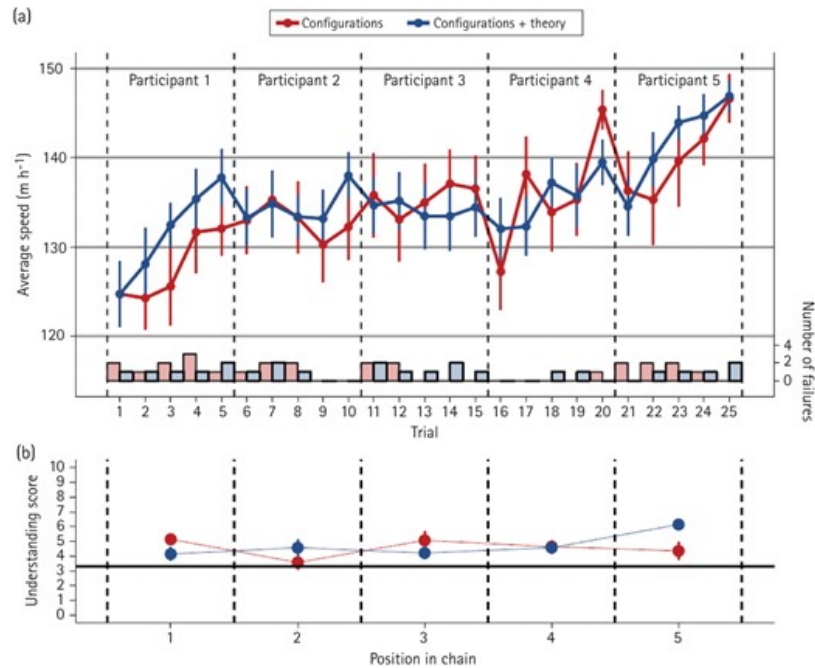 (a)
Configurations Configurations + theory
Participant 1 Participant 2 Participant 3 Participant 4 Participant 5
150
140
130
120
Average speed (m h⁻¹)
4
2
0
Number of failures
1 2 3 4 5 6 7 8 9 10 11 12 13 14 15 16 17 18 19 20 21 22 23 24 25
Trial
(b)
10
9
8
7
6
5
4
3
2
1
0
Understanding score
1 2 3 4 5
Position in chain